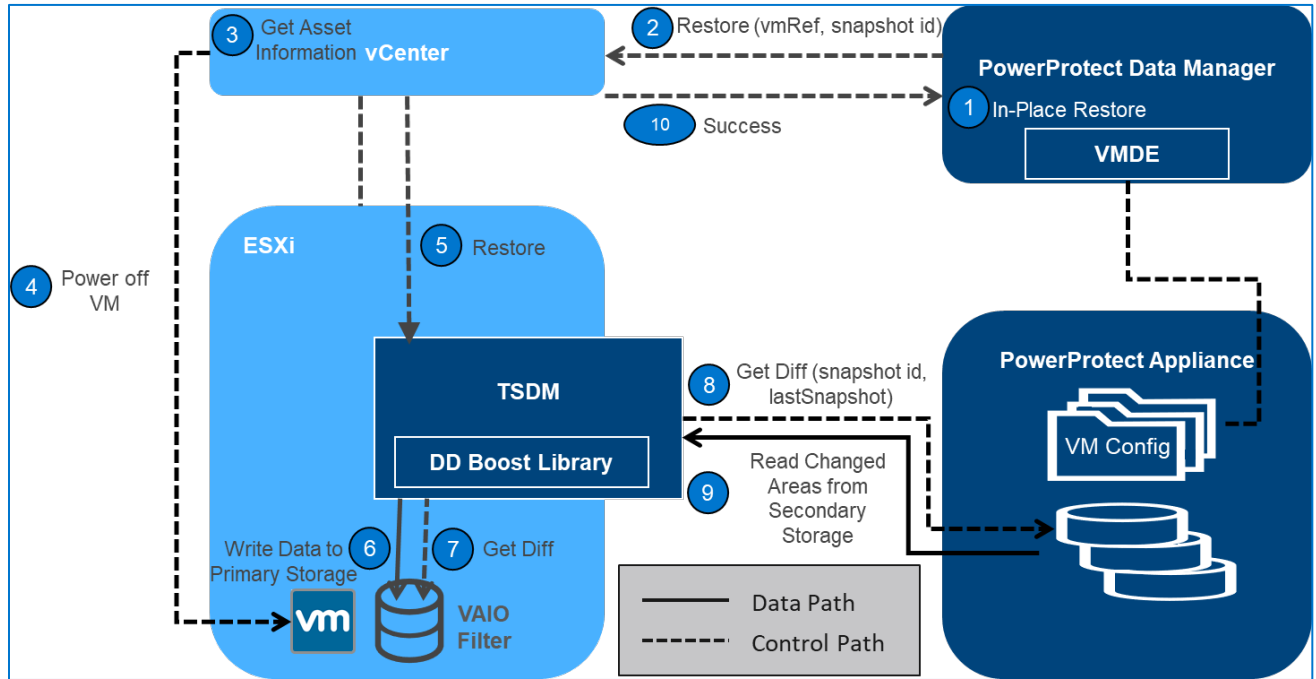 3
Get Asset
Information
vCenter
2
Restore (vmRef, snapshot id)
10
Success
PowerProtect Data Manager
1
In-Place Restore
VMDE
ESXi
5
Restore
4
Power off
VM
TSDM
DD Boost Library
8
Get Diff (snapshot id,
lastSnapshot)
9
Read Changed
Areas from
Secondary
Storage
PowerProtect Appliance
VM Config
Write Data to
Primary Storage
6
7
Get Diff
vm
VAIO
Filter
Data Path
Control Path